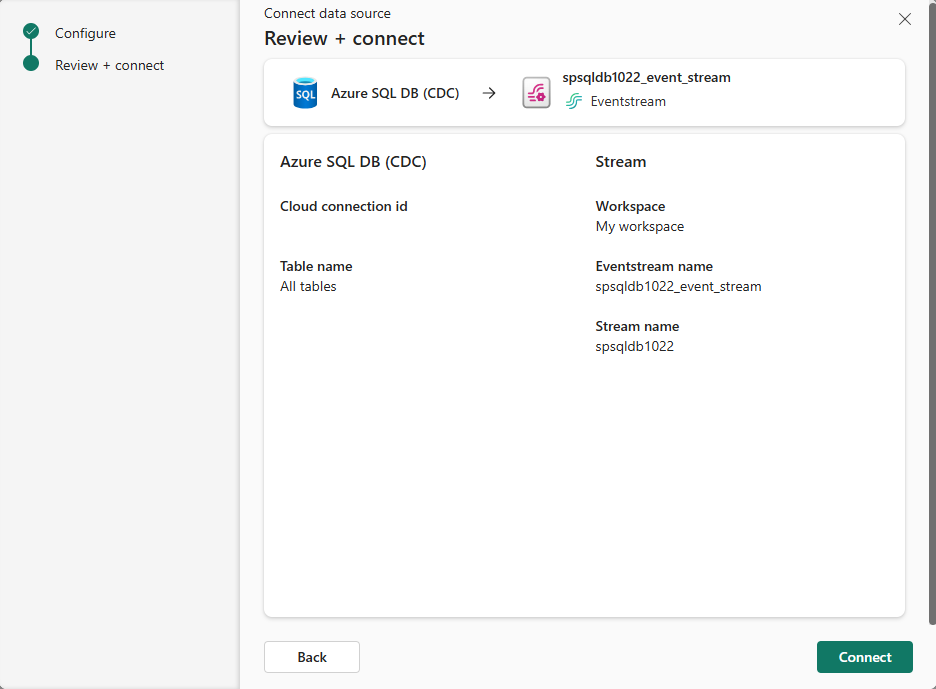 Configure
Review + connect
Connect data source
Review + connect
SQL
Azure SQL DB (CDC)
spsqldb1022_event_stream
Eventstream
Azure SQL DB (CDC)
Cloud connection id
Table name
All tables
Stream
Workspace
My workspace
Eventstream name
spsqldb1022_event_stream
Stream name
spsqldb1022
Back
Connect